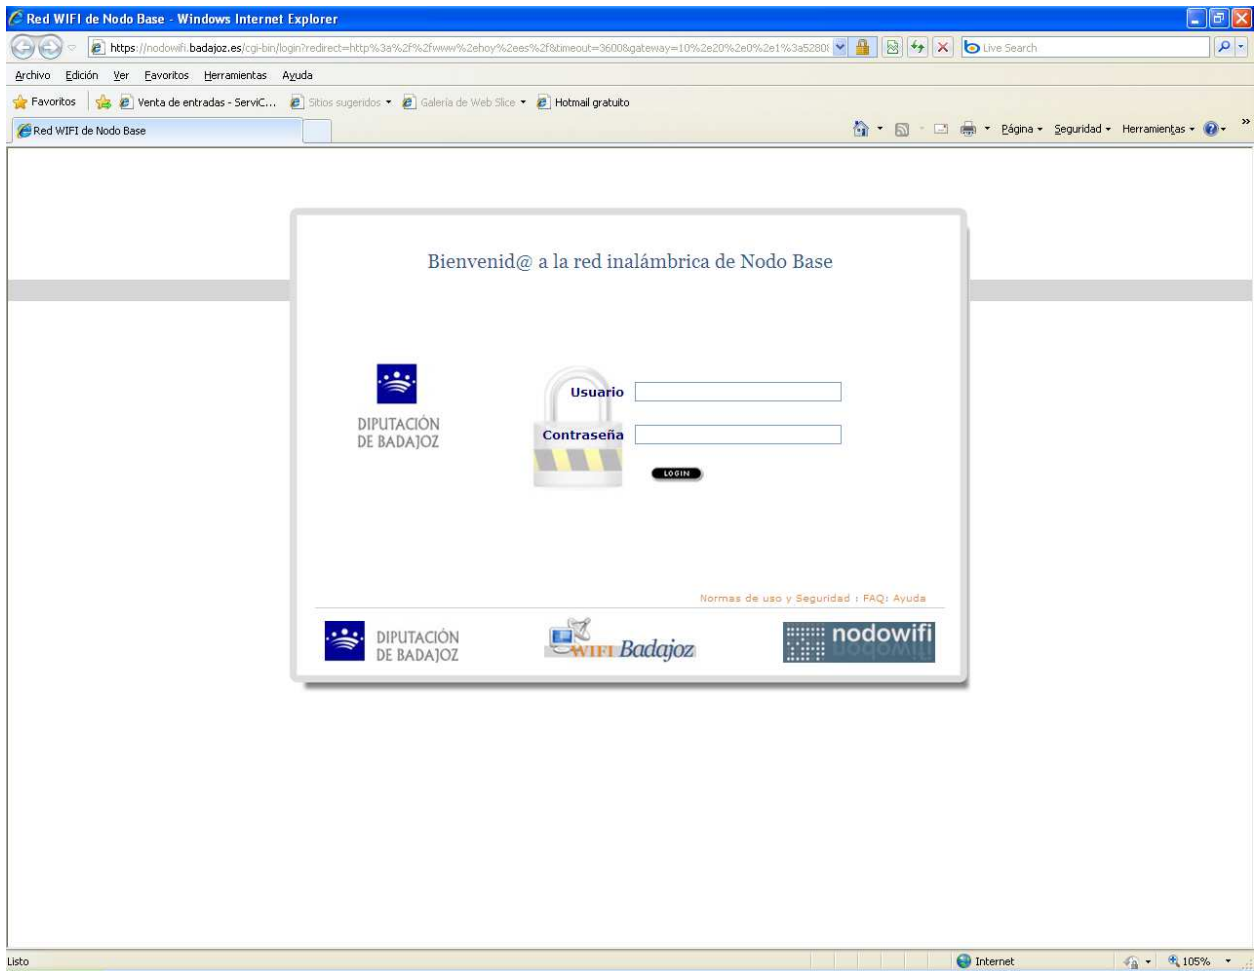 Red WIFI de Nodo Base - Windows Internet Explorer
https://nodowifi.badajoz.es/cgi-bin/login?redirect=http%3a%2f%2fwww%2ehoy%2ees%2f&timeout=3600&gateway=10%2e20%2e0%2e1%3a5280
Live Search
Archivo Edición Ver Favoritos Herramientas Ayuda
Favoritos Venta de entradas - ServiC... Sitios sugeridos Galería de Web Slice Hotmail gratuito
Red WIFI de Nodo Base Página Seguridad Herramientas
Bienvenid@ a la red inalámbrica de Nodo Base
Usuario
DIPUTACIÓN
DE BADAJOZ
Contraseña
LOGIN
Normas de uso y Seguridad : FAQ: Ayuda
DIPUTACIÓN
DE BADAJOZ
WIFI Badajoz
nodowifi
Listo Internet 105%